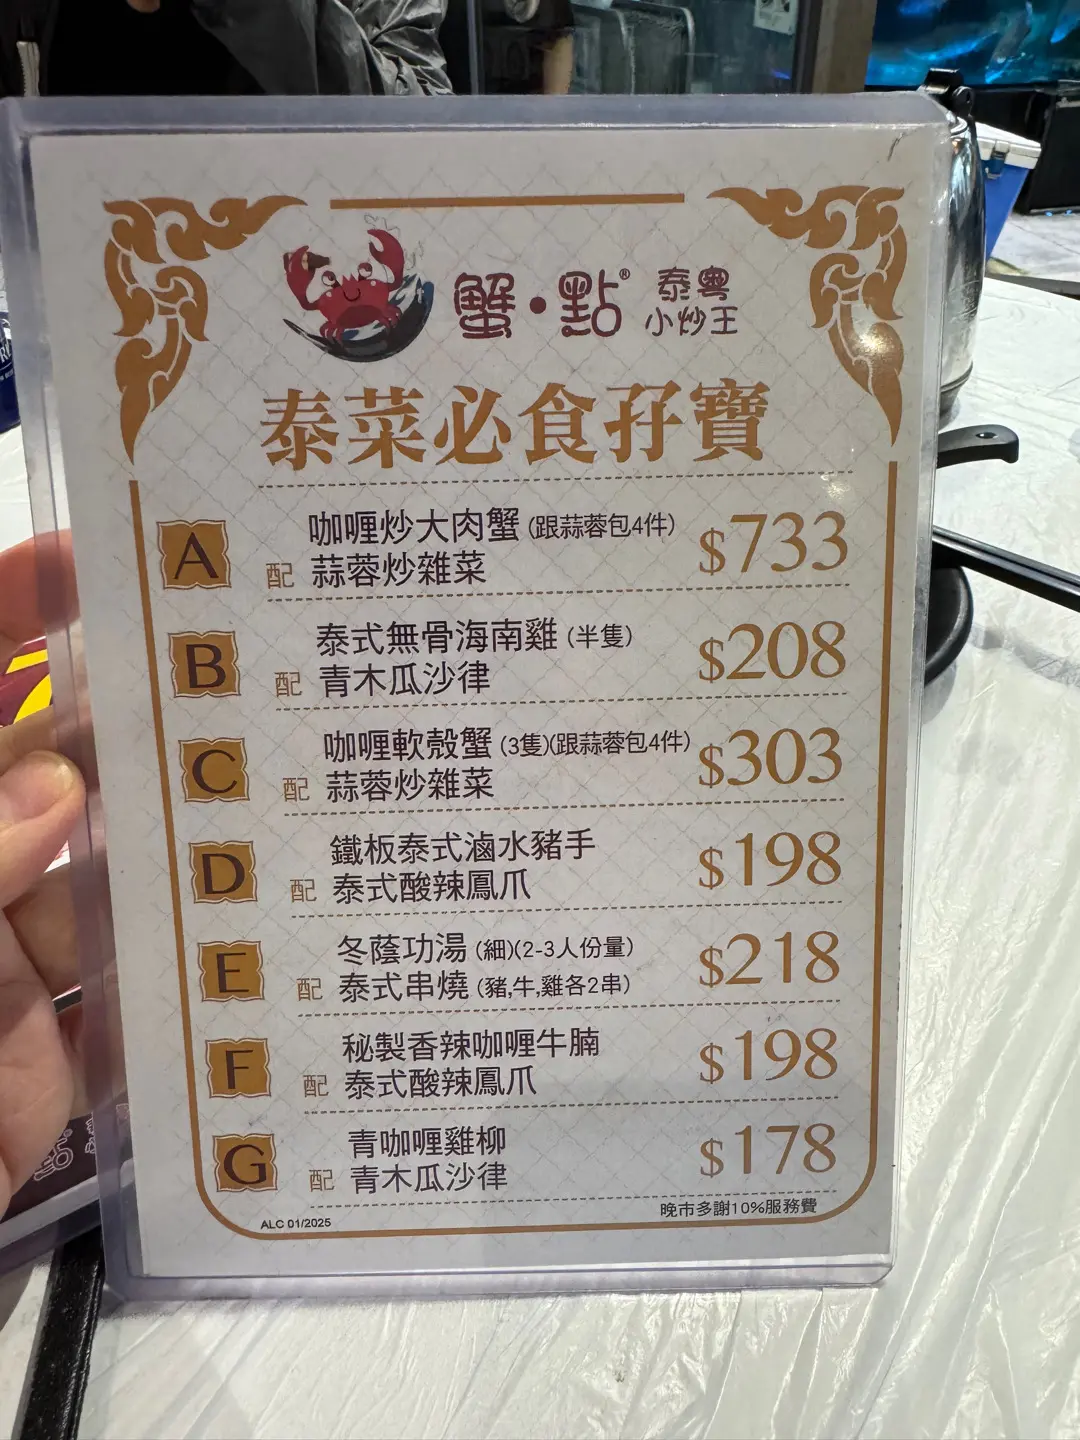 蟹・點® 泰粵
小炒王
泰菜必食孖寶
A 咖喱炒大肉蟹 (跟蒜蓉包4件) $733
配 蒜蓉炒雜菜
B 泰式無骨海南雞 (半隻) $208
配 青木瓜沙律
C 咖喱軟殼蟹 (3隻)(跟蒜蓉包4件) $303
配 蒜蓉炒雜菜
D 鐵板泰式滷水豬手 $198
配 泰式酸辣鳳爪
E 冬蔭功湯 (細)(2-3人份量) $218
配 泰式串燒 (豬,牛,雞各2串)
F 秘製香辣咖喱牛腩 $198
配 泰式酸辣鳳爪
G 青咖喱雞柳 $178
配 青木瓜沙律
晚市多謝10%服務費
ALC 01/2025